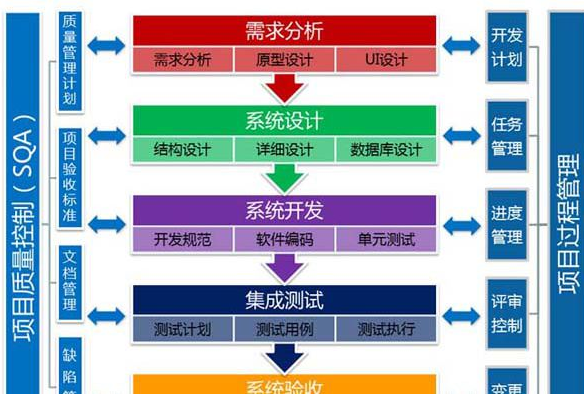 项目质量控制（SQA）
质量管理计划
项目验收标准
文档管理
缺陷
需求分析
需求分析 原型设计 UI设计
系统设计
结构设计 详细设计 数据库设计
系统开发
开发规范 软件编码 单元测试
集成测试
测试计划 测试用例 测试执行
系统验收
开发计划
任务管理
进度管理
评审控制
变更
项目过程管理